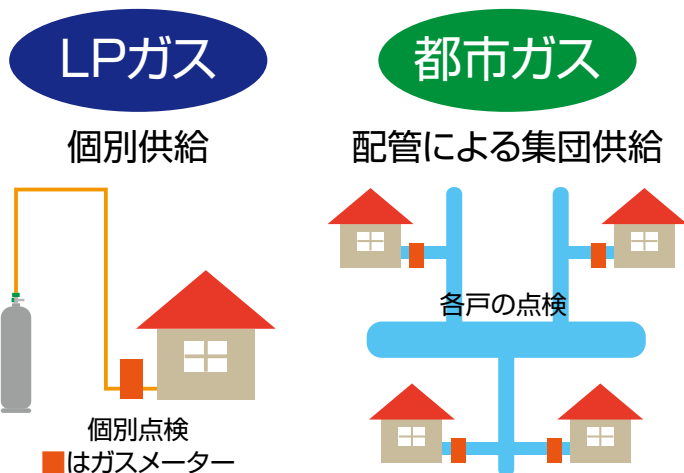 LPガス
個別供給
個別点検
■はガスメーター
都市ガス
配管による集団供給
各戸の点検